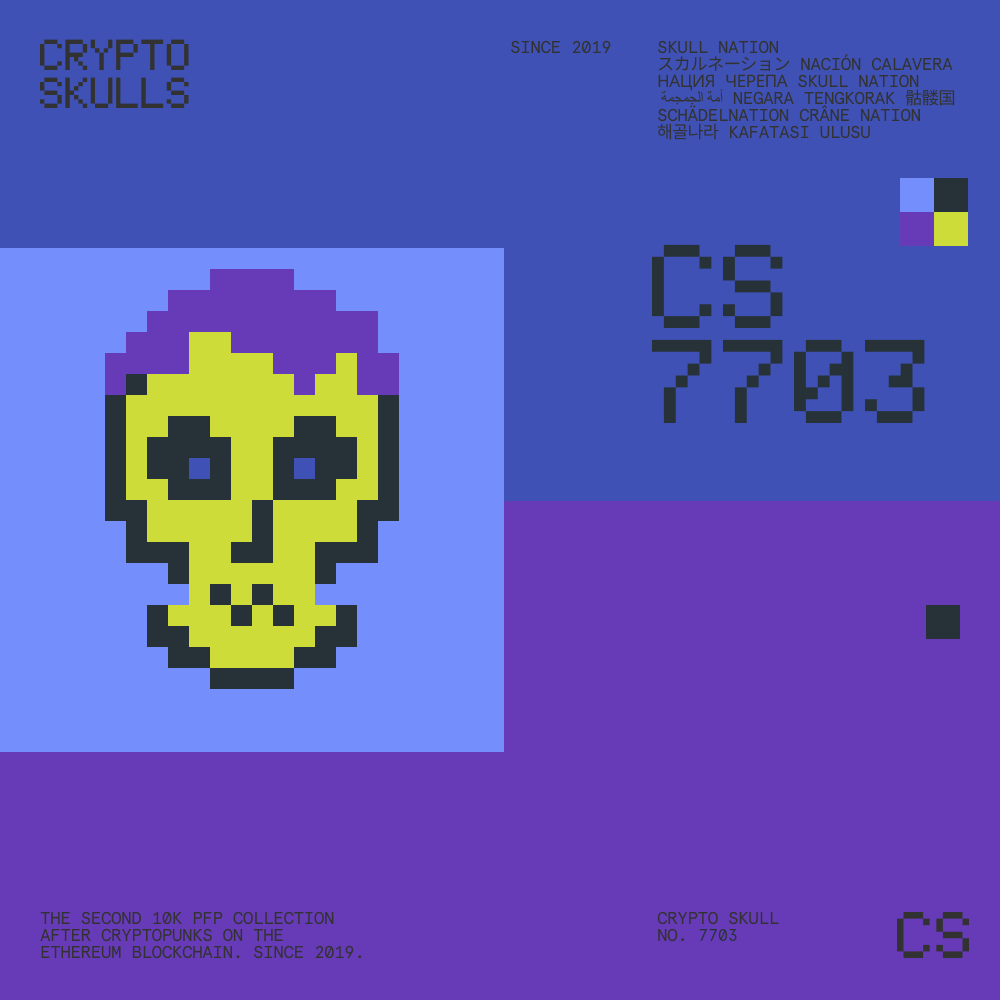 CRYPTO
SKULLS
SINCE 2019
SKULL NATION
スカルネーション NACIÓN CALAVERA
НАЦИЯ ЧЕРЕПА SKULL NATION
أمة الجمجمة NEGARA TENGKORAK 骷髅国
SCHÄDELNATION CRÂNE NATION
해골나라 KAFATASI ULUSU
CS
7703
THE SECOND 10K PFP COLLECTION
AFTER CRYPTOPUNKS ON THE
ETHEREUM BLOCKCHAIN. SINCE 2019.
CRYPTO SKULL
NO. 7703
CS